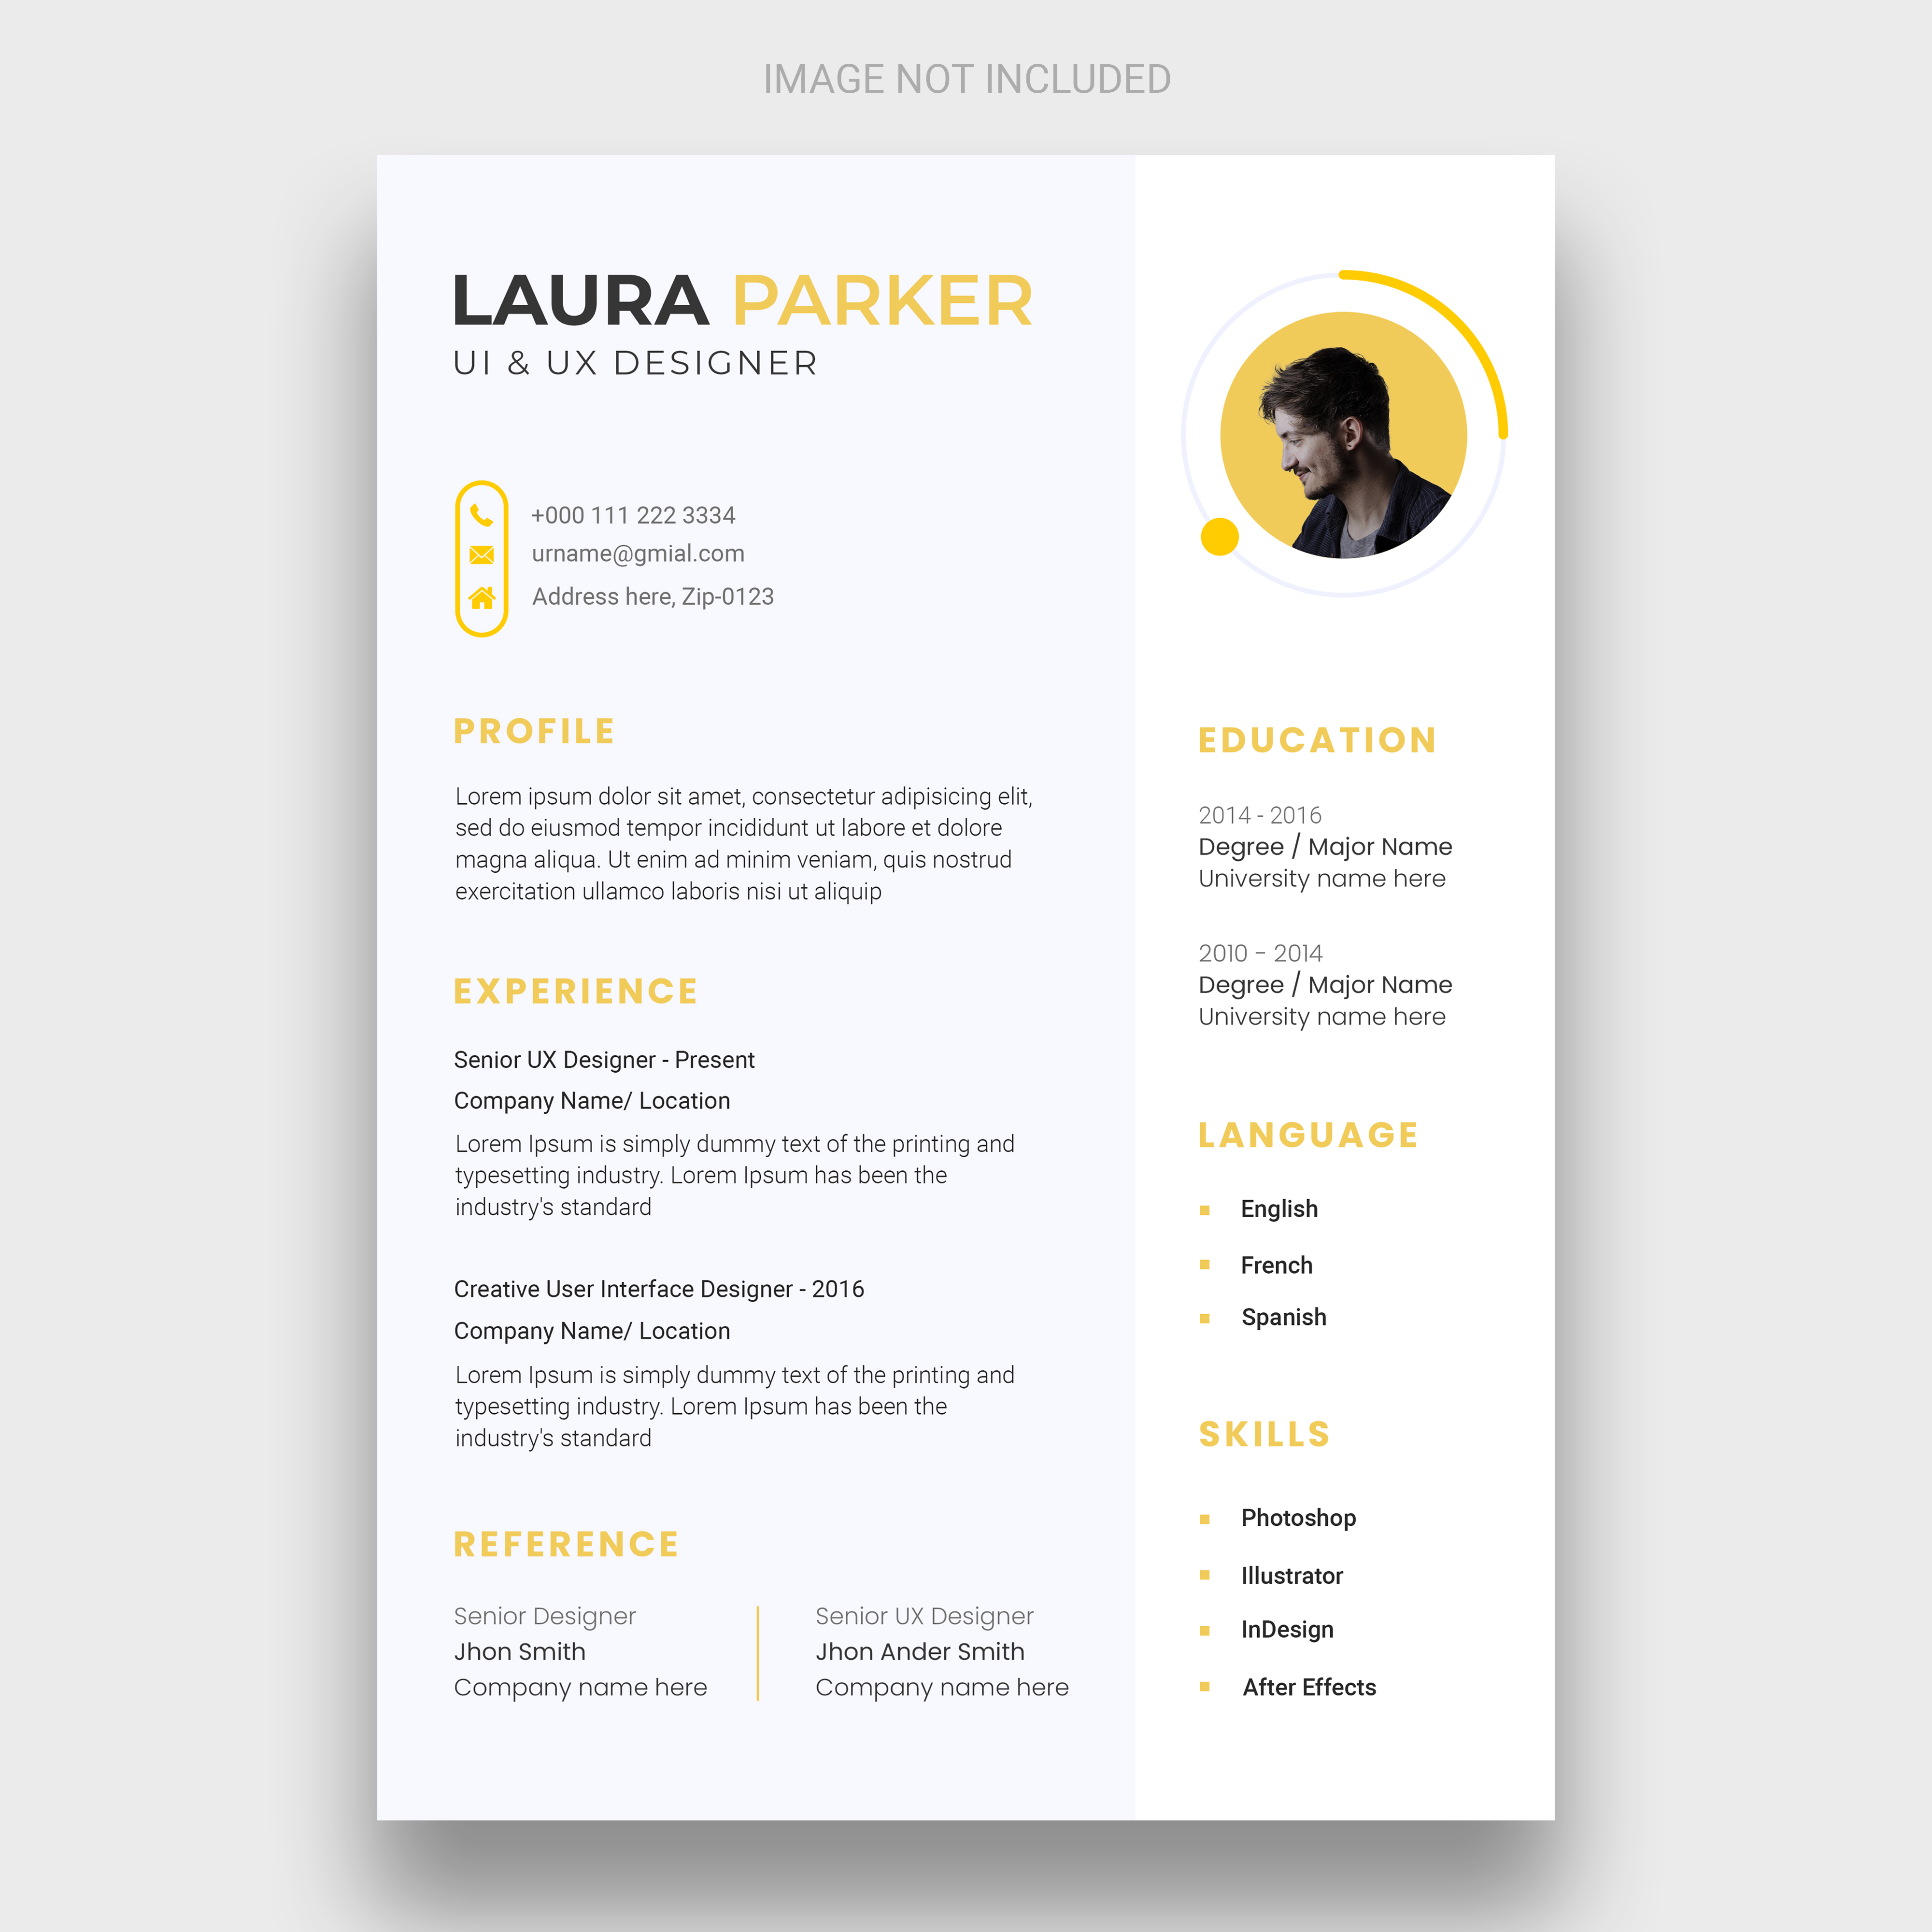 IMAGE NOT INCLUDED
LAURA PARKER
UI & UX DESIGNER
+000 111 222 3334
urname@gmial.com
Address here, Zip-0123
PROFILE
Lorem ipsum dolor sit amet, consectetur adipisicing elit,
sed do eiusmod tempor incididunt ut labore et dolore
magna aliqua. Ut enim ad minim veniam, quis nostrud
exercitation ullamco laboris nisi ut aliquip
EXPERIENCE
Senior UX Designer - Present
Company Name/ Location
Lorem Ipsum is simply dummy text of the printing and
typesetting industry. Lorem Ipsum has been the
industry's standard
Creative User Interface Designer - 2016
Company Name/ Location
Lorem Ipsum is simply dummy text of the printing and
typesetting industry. Lorem Ipsum has been the
industry's standard
REFERENCE
Senior Designer
Jhon Smith
Company name here
Senior UX Designer
Jhon Ander Smith
Company name here
EDUCATION
2014 - 2016
Degree / Major Name
University name here
2010 - 2014
Degree / Major Name
University name here
LANGUAGE
English
French
Spanish
SKILLS
Photoshop
Illustrator
InDesign
After Effects